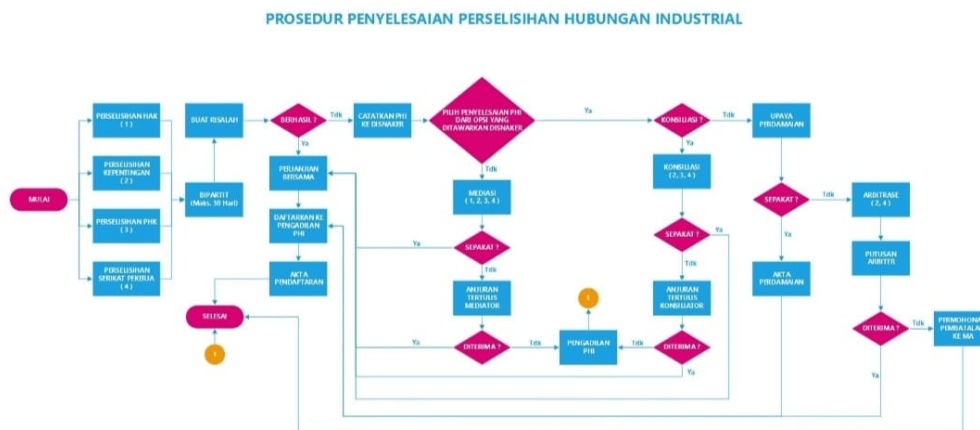 PROSEDUR PENYELESAIAN PERSELISIHAN HUBUNGAN INDUSTRIAL
MULAI
PERSELISIHAN HAK
( 1 )
PERSELISIHAN
KEPENTINGAN
( 2 )
PERSELISIHAN PHK
( 3 )
PERSELISIHAN
SERIKAT PEKERJA
( 4 )
BUAT RISALAH
BIPARTIT
(Maks. 30 Hari)
BERHASIL ?
Tdk
Ya
PERJANJIAN
BERSAMA
DAFTARKAN KE
PENGADILAN
PHI
AKTA
PENDAFTARAN
SELESAI
1
CATATKAN PHI
KE DISNAKER
PILIH PENYELESAIAN PHI
DARI OPSI YANG
DITAWARKAN DISNAKER
Ya
Tdk
MEDIASI
( 1, 2, 3, 4 )
SEPAKAT ?
Ya
Tdk
ANJURAN
TERTULIS
MEDIATOR
DITERIMA ?
Ya
Tdk
PENGADILAN
PHI
1
KONSILIASI ?
Tdk
Ya
KONSILIASI
(2, 3, 4 )
SEPAKAT ?
Ya
Tdk
ANJURAN
TERTULIS
KONSILIATOR
DITERIMA ?
Tdk
Ya
UPAYA
PERDAMAIAN
SEPAKAT ?
Tdk
Ya
AKTA
PERDAMAIAN
ARBITRASE
( 2, 4 )
PUTUSAN
ARBITER
DITERIMA ?
Tdk
Ya
PERMOHONA
PEMBATALA
KE MA